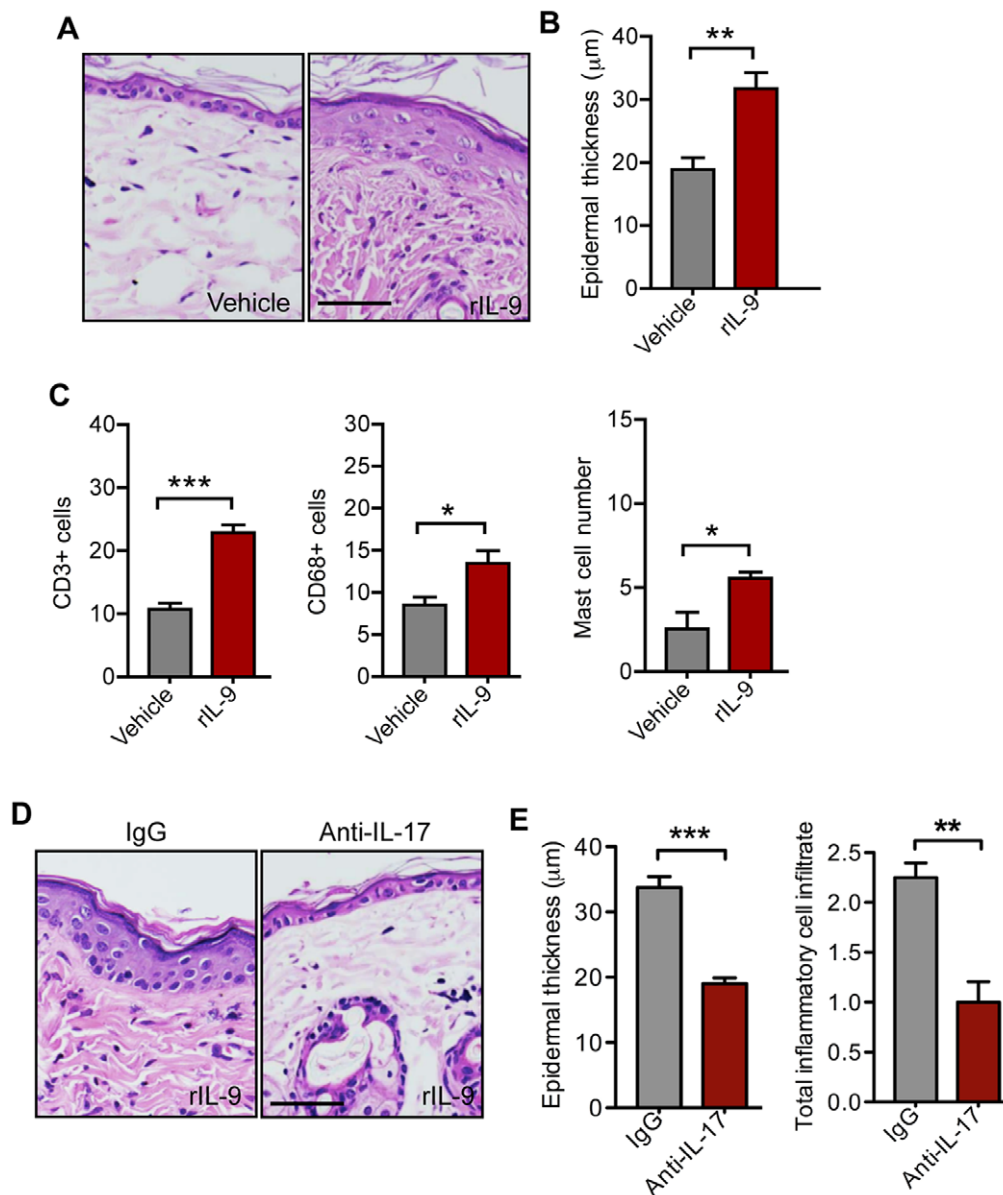 A
Vehicle
rIL-9
B
Epidermal thickness (μm)
40
30
20
10
0
**
Vehicle
rIL-9
C
CD3+ cells
40
30
20
10
0
***
Vehicle
rIL-9
CD68+ cells
30
25
20
15
10
5
0
*
Vehicle
rIL-9
Mast cell number
15
10
5
0
*
Vehicle
rIL-9
D
IgG
Anti-IL-17
rIL-9
rIL-9
E
Epidermal thickness (μm)
40
30
20
10
0
***
IgG
Anti-IL-17
Total inflammatory cell infiltrate
2.5
2.0
1.5
1.0
0.5
0.0
**
IgG
Anti-IL-17